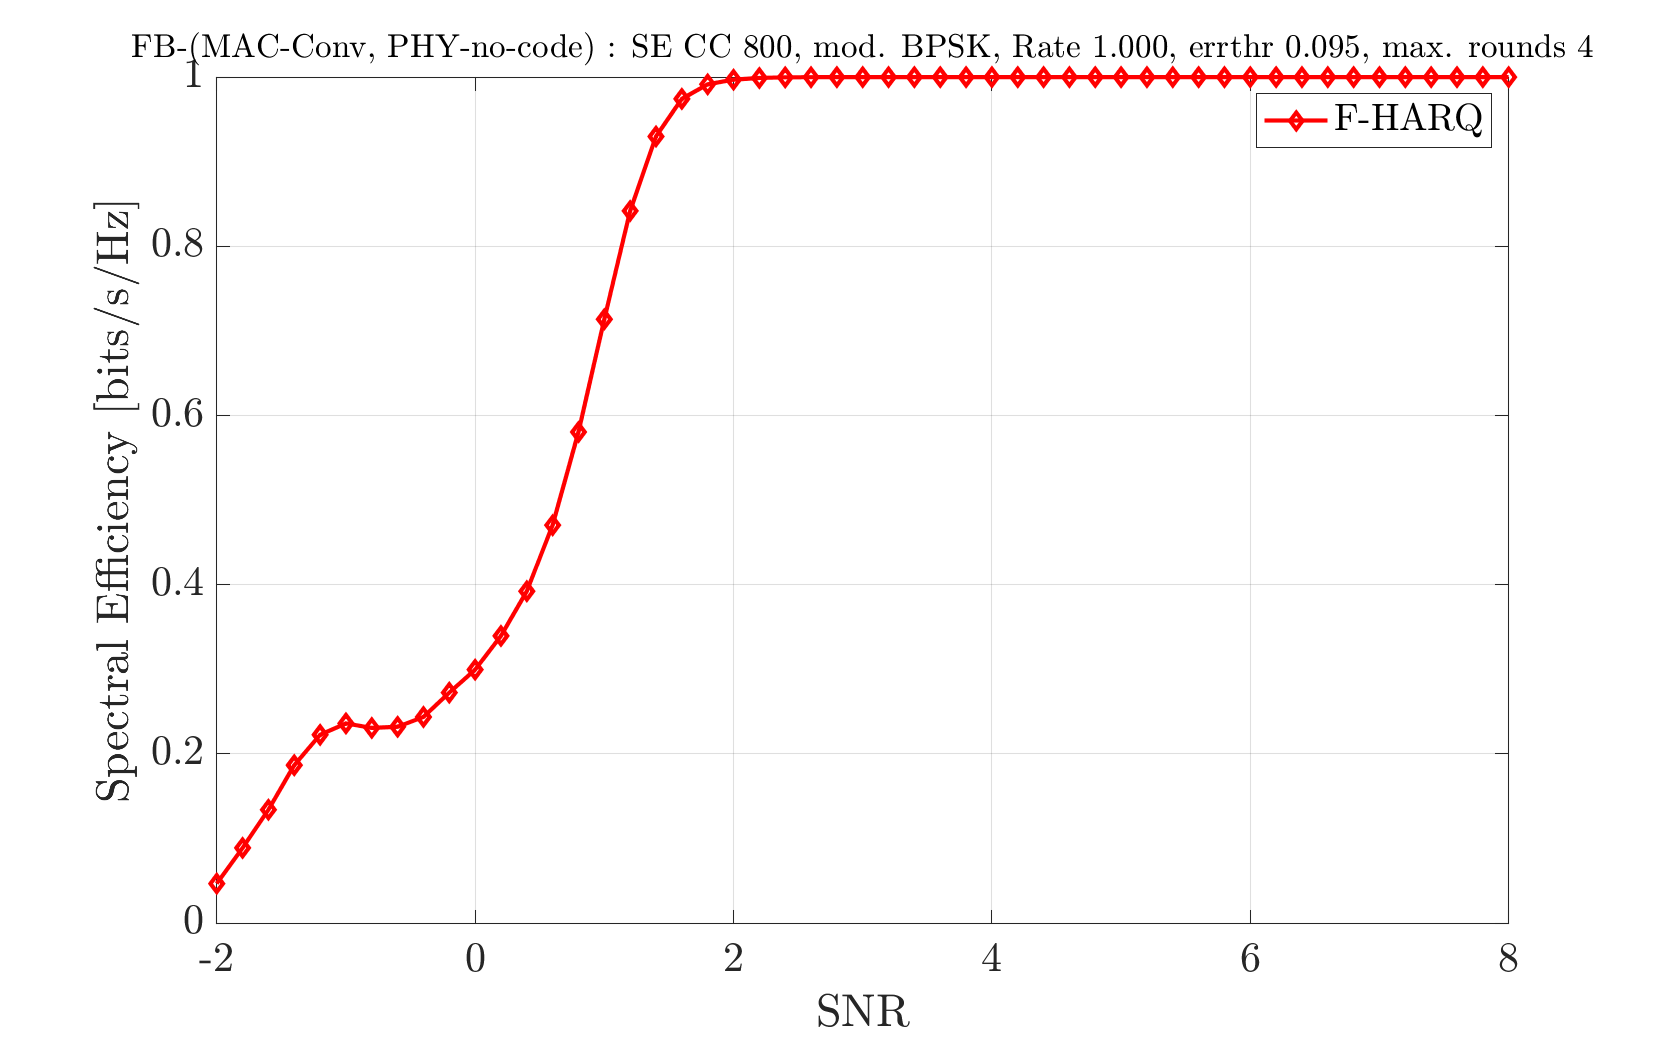 FB-(MAC-Conv, PHY-no-code) : SE CC 800, mod. BPSK, Rate 1.000, errthr 0.095, max. rounds 4
1
0.8
0.6
0.4
0.2
0
Spectral Efficiency [bits/s/Hz]
F-HARQ
-2 0 2 4 6 8
SNR